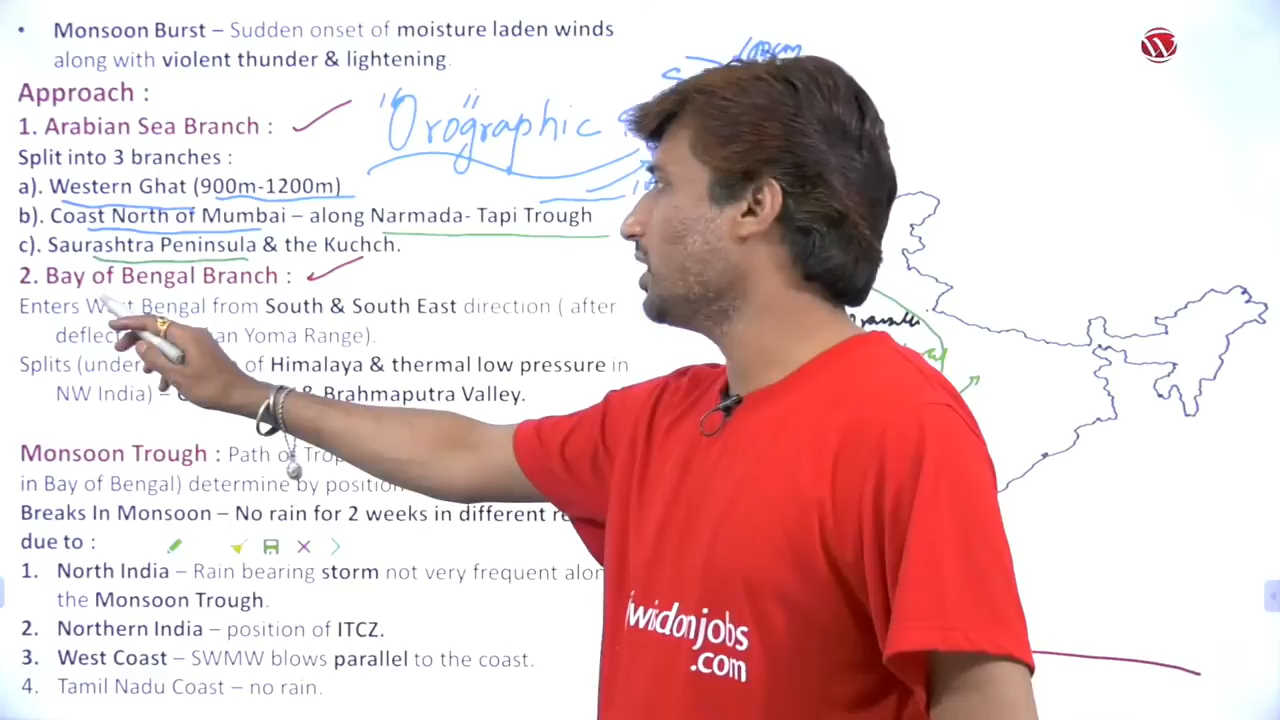 • Monsoon Burst – Sudden onset of moisture laden winds
along with violent thunder & lightening.
Approach :
1. Arabian Sea Branch :
"Oro"graphic
Split into 3 branches :
a). Western Ghat (900m-1200m)
b). Coast North of Mumbai – along Narmada- Tapi Trough
c). Saurashtra Peninsula & the Kuchch.
2. Bay of Bengal Branch :
Enters West Bengal from South & South East direction ( after
Yoma Range).
Splits of Himalaya & thermal low pressure in
NW India) – & Brahmaputra Valley.
Monsoon Trough : Path of
in Bay of Bengal) determine by
Breaks In Monsoon – No rain for 2 weeks in different
due to :
1. North India – Rain bearing storm not very frequent
the Monsoon Trough.
2. Northern India – position of ITCZ.
3. West Coast – SWMW blows parallel to the coast.
4. Tamil Nadu Coast – no rain.
W
wisdomjobs
.com